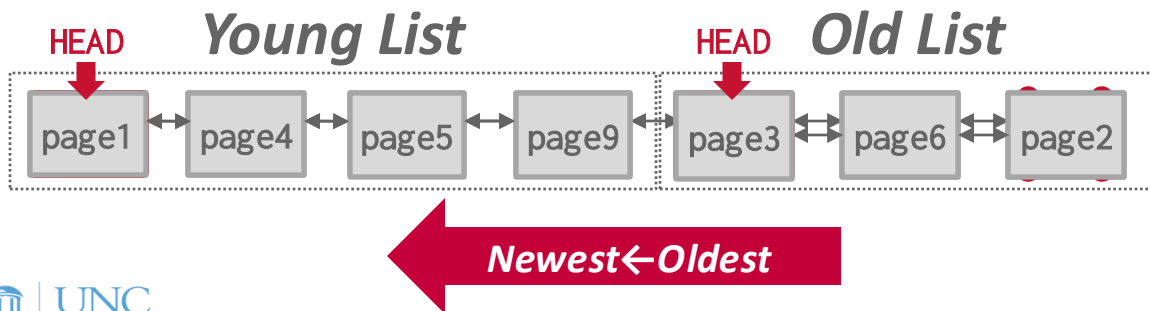 Young List
Old List
HEAD
HEAD
page1
page4
page5
page9
page3
page6
page2
Newest←Oldest
UNC